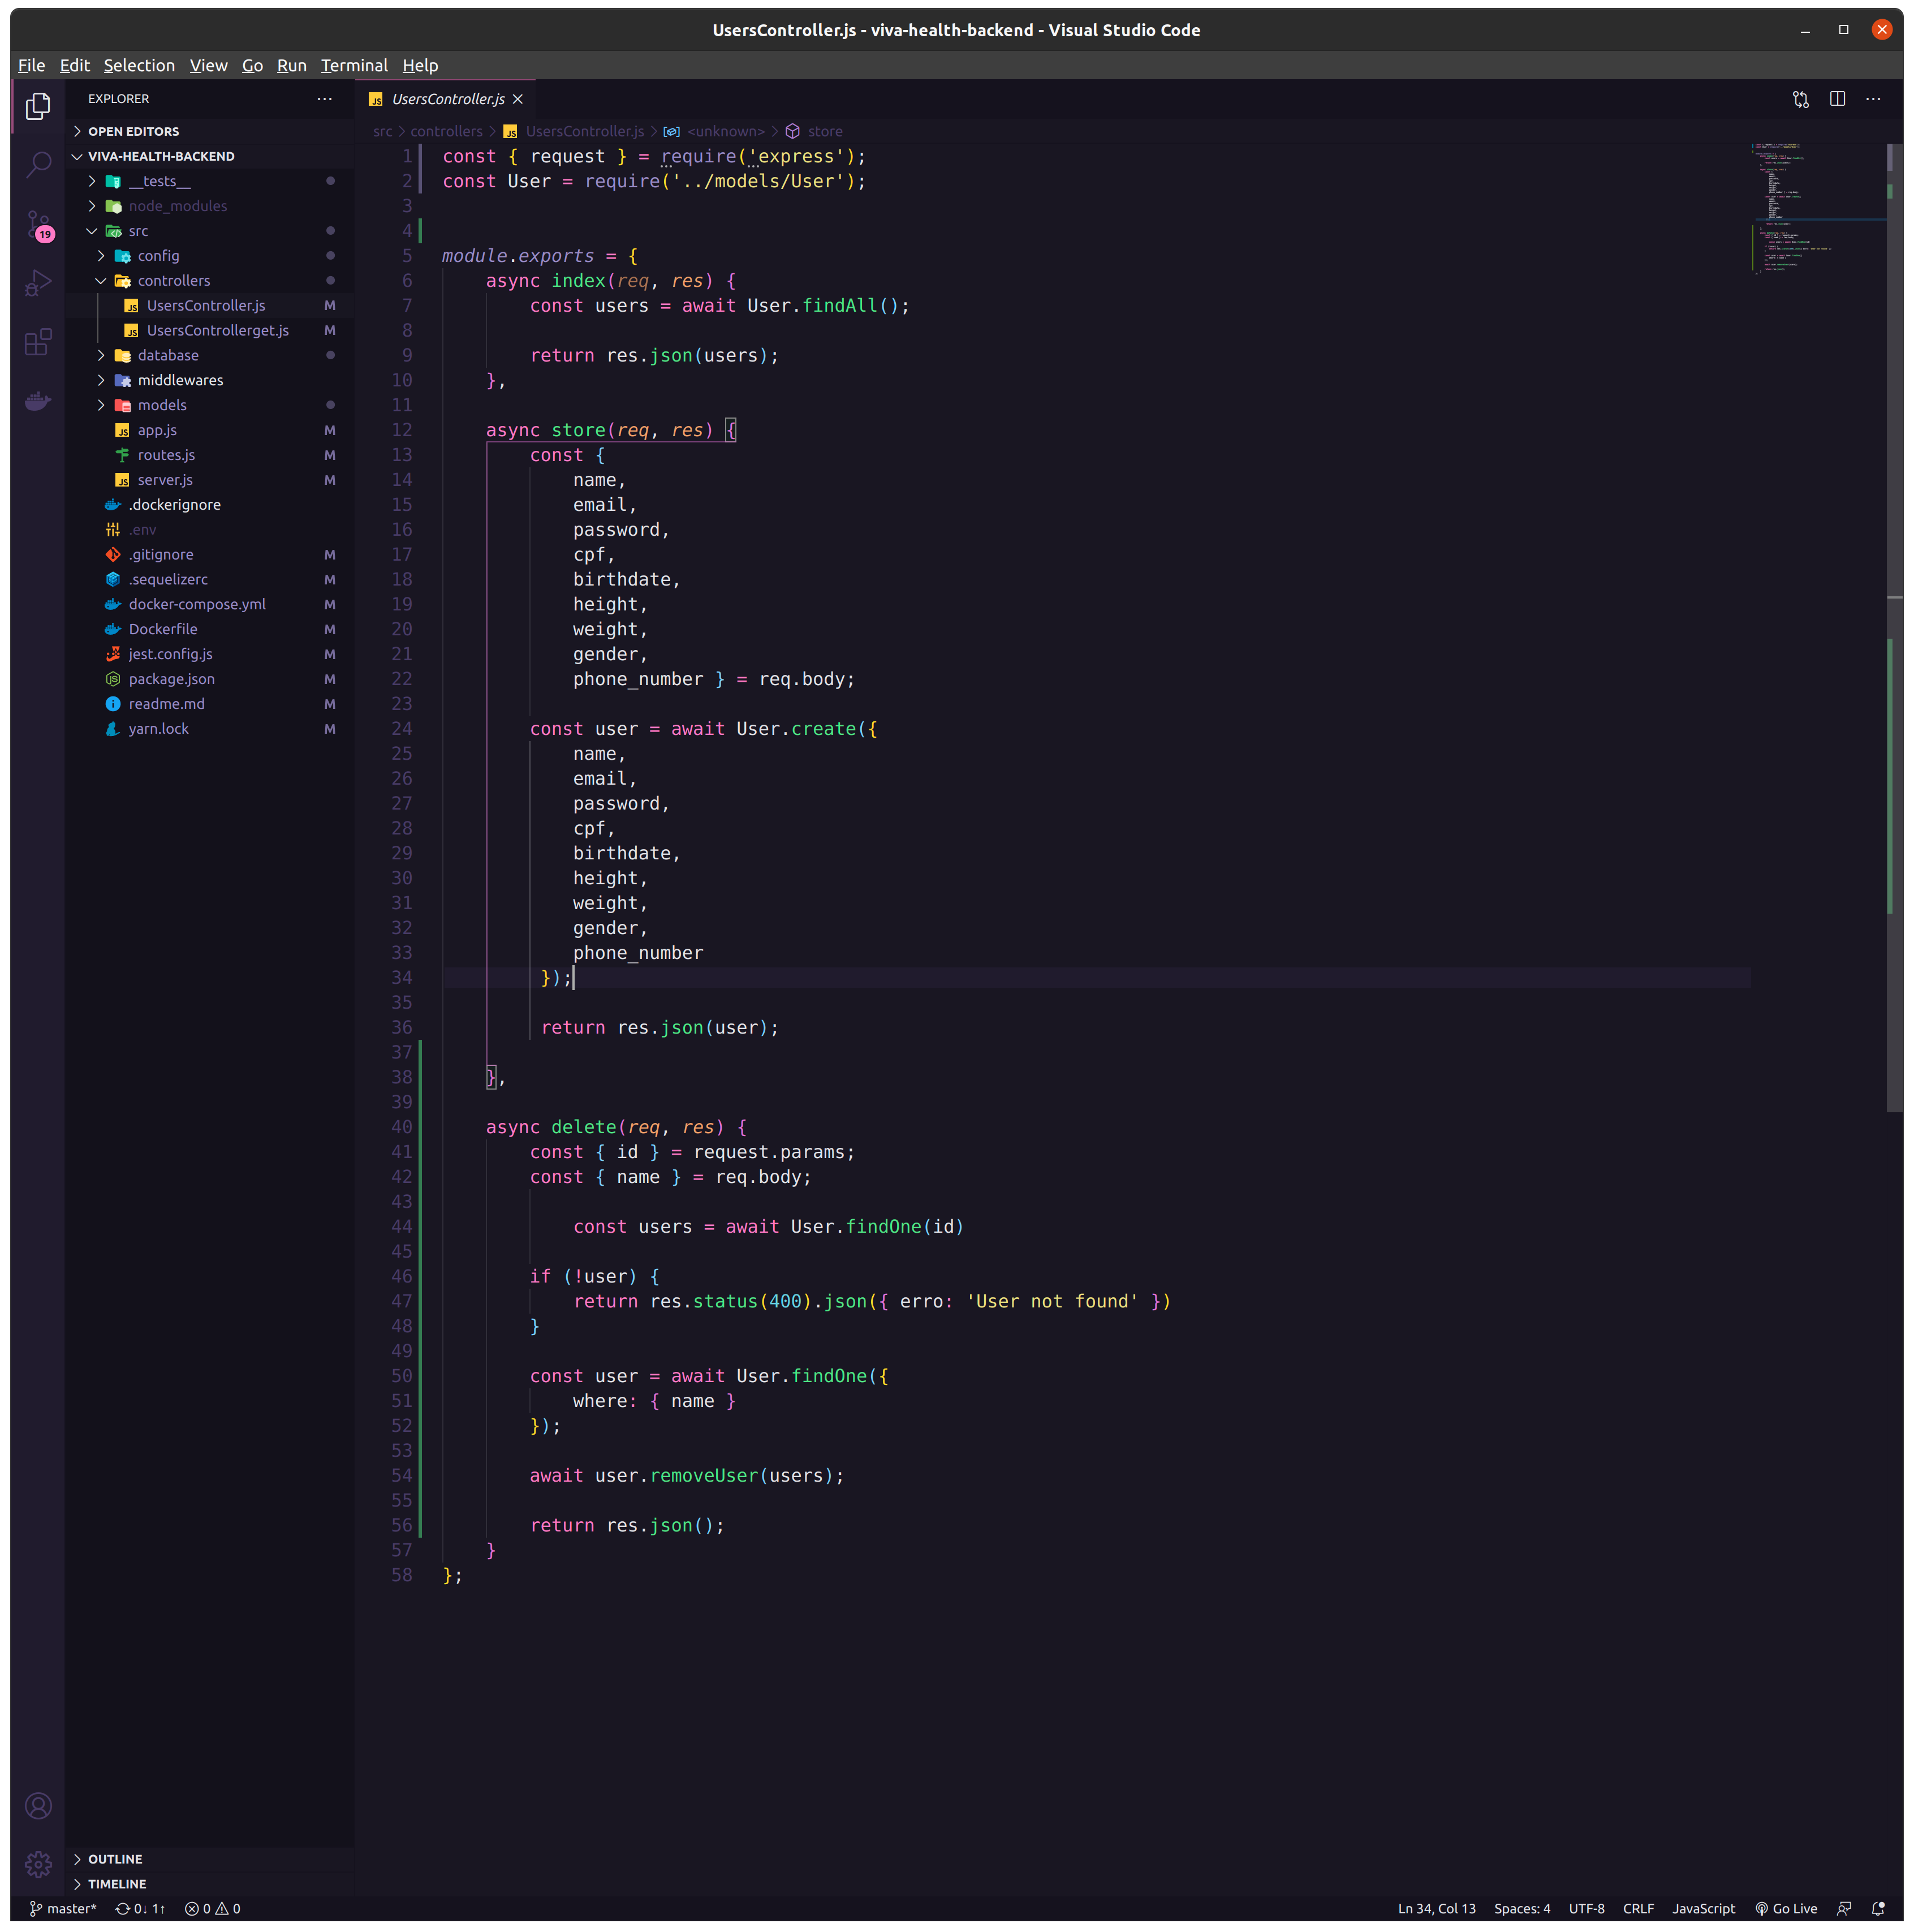 UsersController.js - viva-health-backend - Visual Studio Code
File Edit Selection View Go Run Terminal Help
EXPLORER
OPEN EDITORS
VIVA-HEALTH-BACKEND
__tests__
node_modules
src
config
controllers
UsersController.js M
UsersControllerget.js M
database
middlewares
models
app.js M
routes.js M
server.js M
.dockerignore
.env
.gitignore M
.sequelizerc M
docker-compose.yml M
Dockerfile M
jest.config.js M
package.json M
readme.md M
yarn.lock M
19
OUTLINE
TIMELINE
UsersController.js
src > controllers > UsersController.js > <unknown> > store
1 const { request } = require('express');
2 const User = require('../models/User');
3
4
5 module.exports = {
6     async index(req, res) {
7         const users = await User.findAll();
8
9         return res.json(users);
10     },
11
12     async store(req, res) {
13         const {
14             name,
15             email,
16             password,
17             cpf,
18             birthdate,
19             height,
20             weight,
21             gender,
22             phone_number } = req.body;
23
24         const user = await User.create({
25             name,
26             email,
27             password,
28             cpf,
29             birthdate,
30             height,
31             weight,
32             gender,
33             phone_number
34          });
35
36          return res.json(user);
37
38     },
39
40     async delete(req, res) {
41         const { id } = request.params;
42         const { name } = req.body;
43
44             const users = await User.findOne(id)
45
46         if (!user) {
47             return res.status(400).json({ erro: 'User not found' })
48         }
49
50         const user = await User.findOne({
51             where: { name }
52         });
53
54         await user.removeUser(users);
55
56         return res.json();
57     }
58 };
master* 0↓ 1↑ 0 0 Ln 34, Col 13 Spaces: 4 UTF-8 CRLF JavaScript Go Live